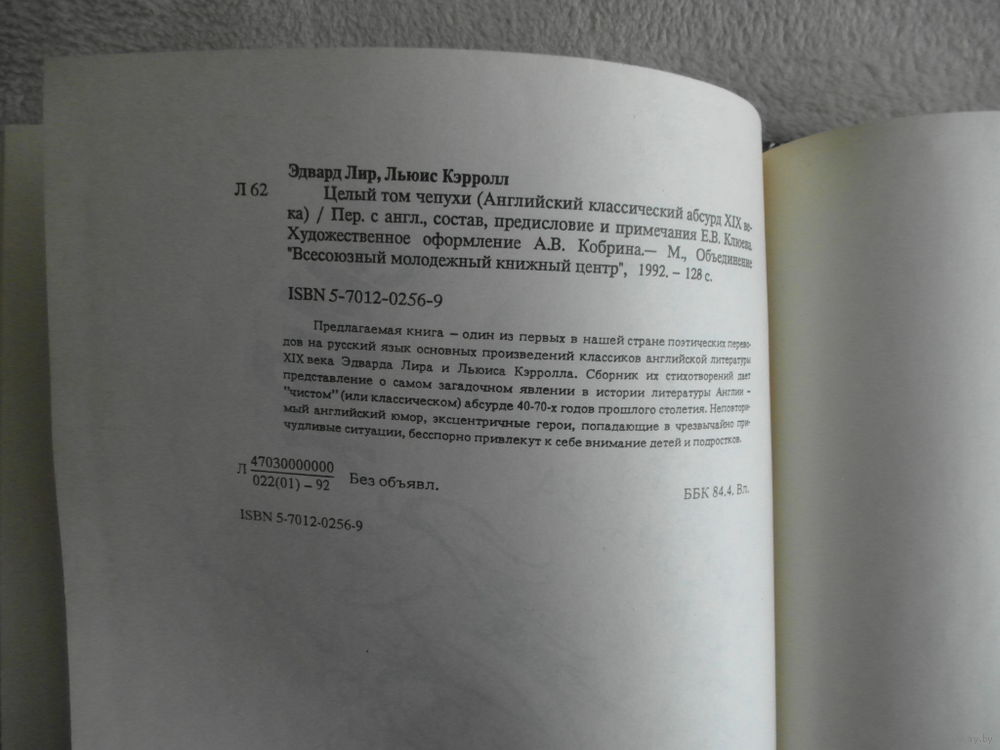 Эдвард Лир, Льюис Кэрролл
Л 62
Целый том чепухи (Английский классический абсурд XIX ве-
ка) / Пер. с англ., состав, предисловие и примечания Е.В. Клюева.
Художественное оформление А.В. Кобрина.— М., Объединение
"Всесоюзный молодежный книжный центр", 1992. – 128 с.
ISBN 5-7012-0256-9
Предлагаемая книга – один из первых в нашей стране поэтических перево-
дов на русский язык основных произведений классиков английской литературы
XIX века Эдварда Лира и Льюиса Кэрролла. Сборник их стихотворений дает
представление о самом загадочном явлении в истории литературы Англии –
"чистом" (или классическом) абсурде 40-70-х годов прошлого столетия. Неповтори-
мый английский юмор, эксцентричные герои, попадающие в чрезвычайно при-
чудливые ситуации, бесспорно привлекут к себе внимание детей и подростков.
Л 47030000000
022(01) – 92
Без объявл.
ББК 84.4. Вл.
ISBN 5-7012-0256-9
ay.by